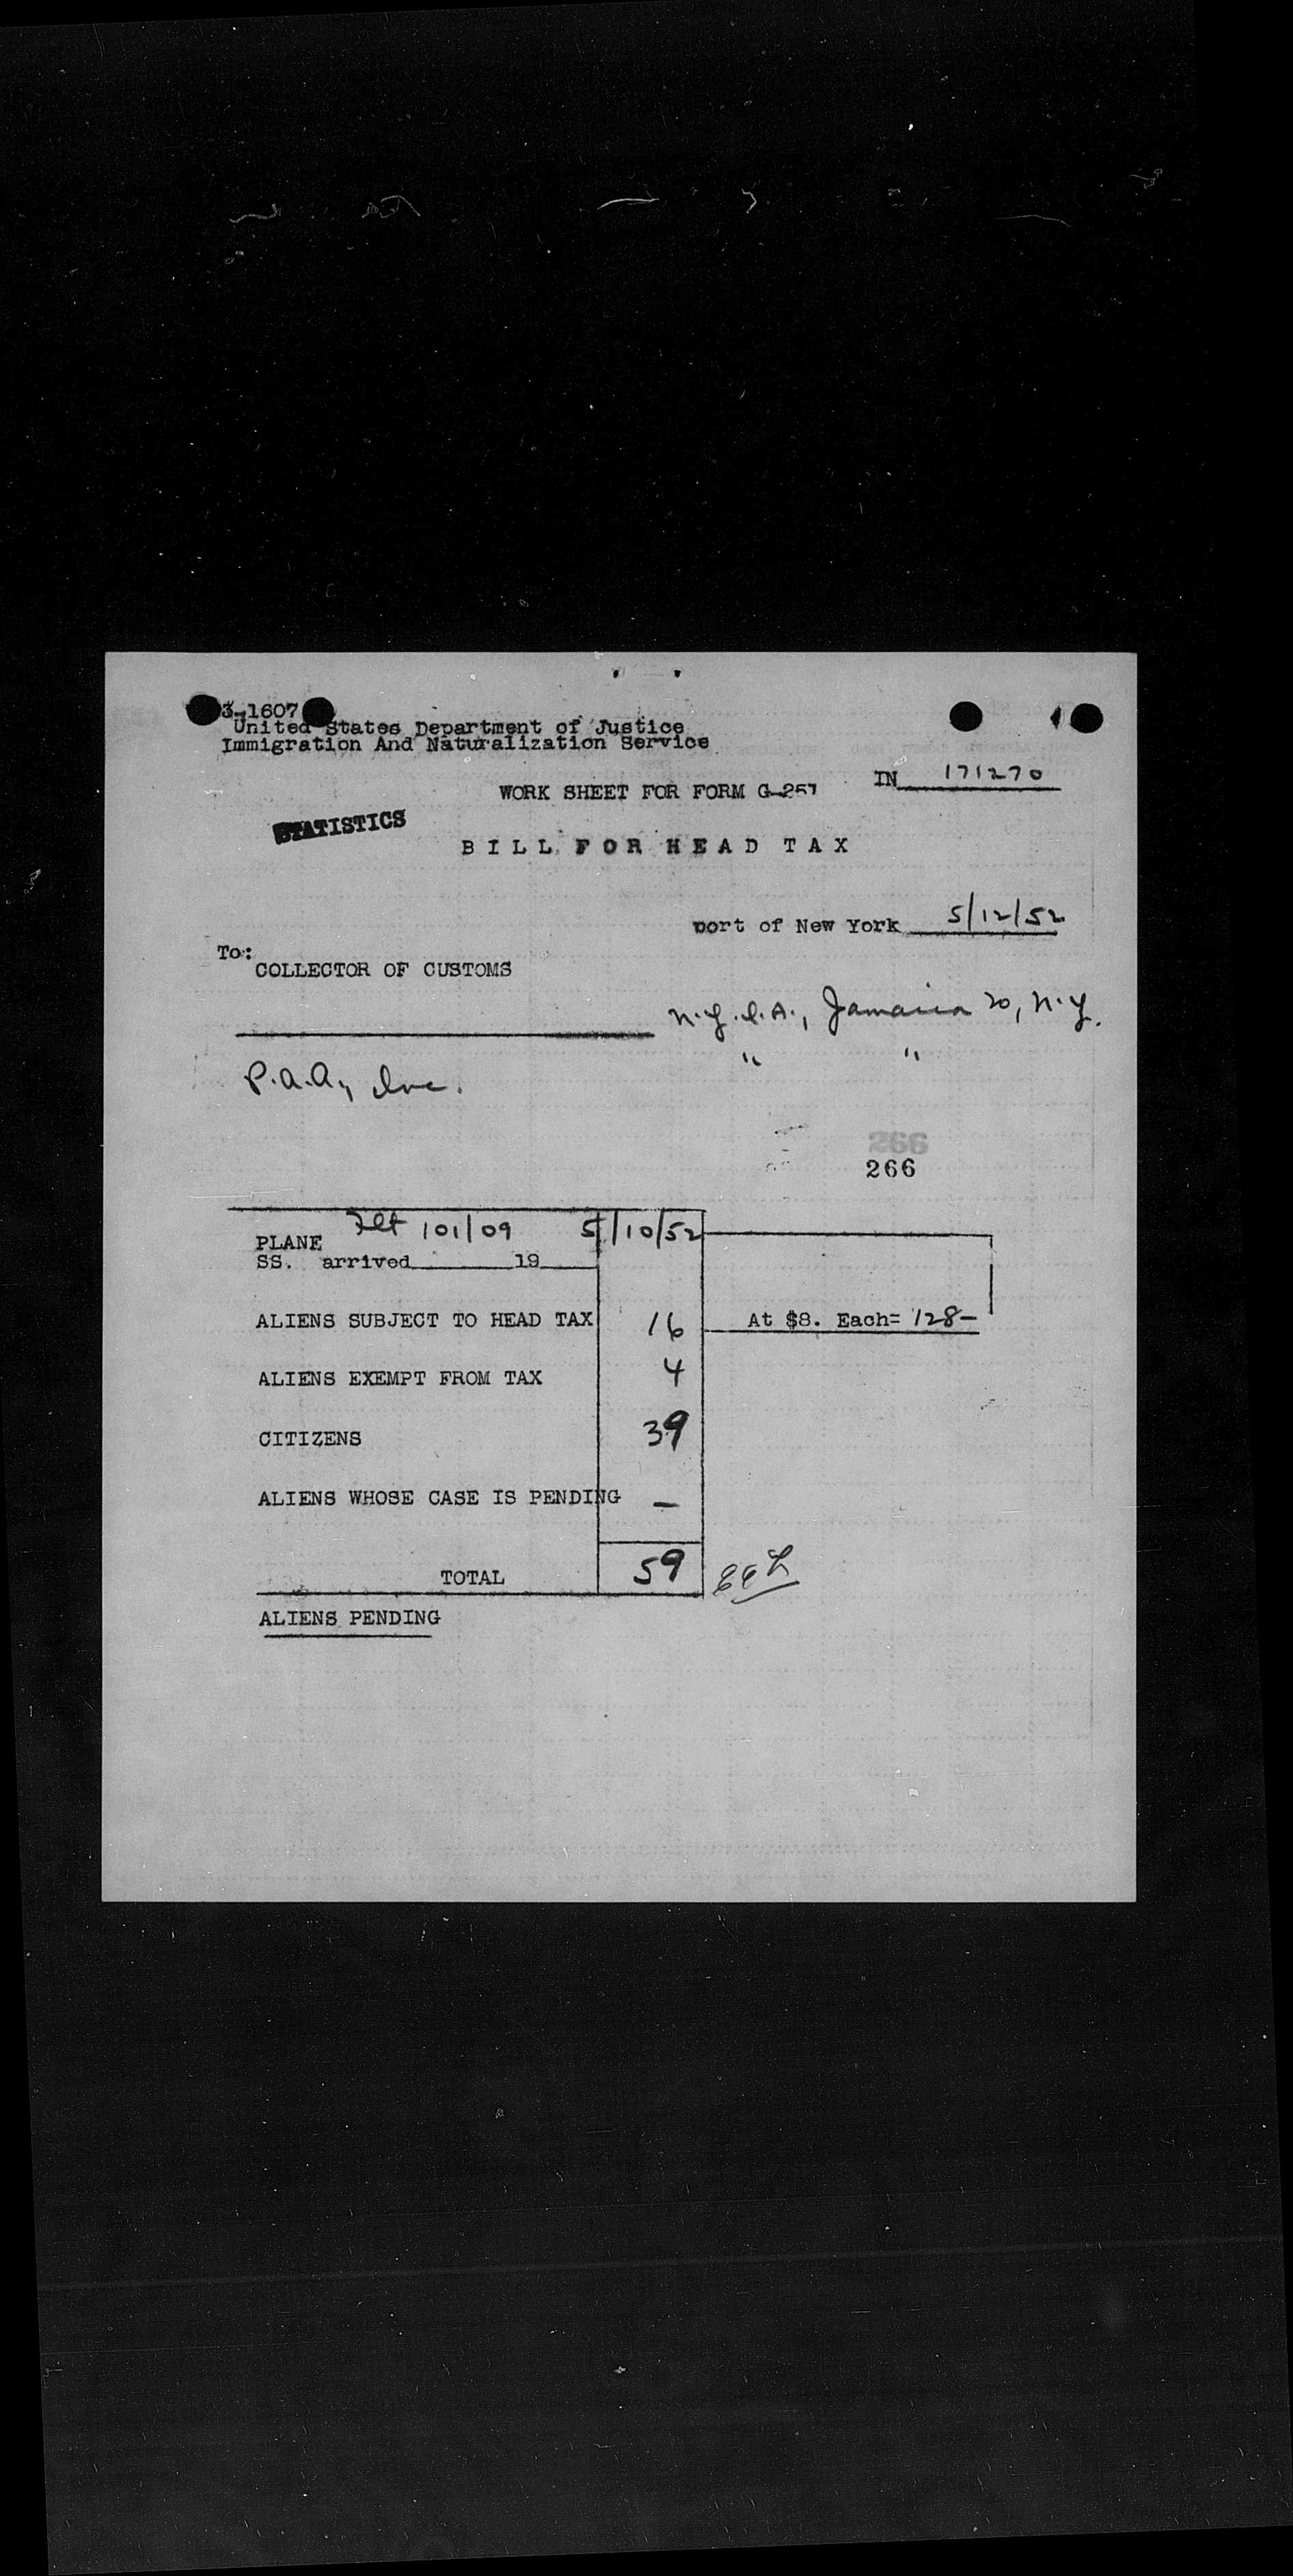 3-1607
United States Department of Justice
Immigration And Naturalization Service
IN 171270
WORK SHEET FOR FORM G-257
STATISTICS
BILL FOR HEAD TAX
port of New York 5/12/52
To:
COLLECTOR OF CUSTOMS
N.Y.I.A., Jamaica 20, N.Y.
" "
P.A.A., Inc.
266
266
PLANE Flt 101/09 5/10/52
SS. arrived 19
ALIENS SUBJECT TO HEAD TAX 16 At $8. Each= 128-
ALIENS EXEMPT FROM TAX 4
CITIZENS 39
ALIENS WHOSE CASE IS PENDING —
TOTAL 59
ALIENS PENDING